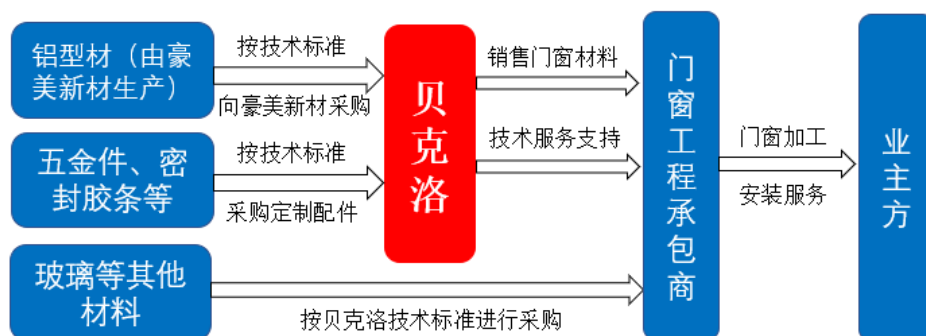 铝型材（由豪
美新材生产）
按技术标准
向豪美新材采购
五金件、密
封胶条等
按技术标准
采购定制配件
玻璃等其他
材料
按贝克洛技术标准进行采购
贝克洛
销售门窗材料
技术服务支持
门窗工程承包商
门窗加工
安装服务
业主方